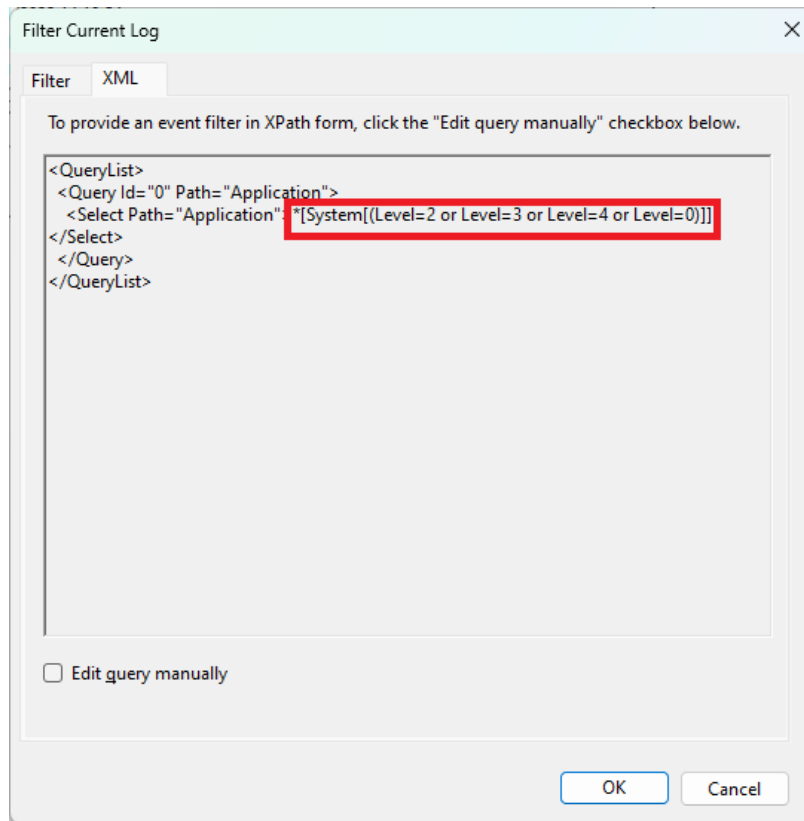 Filter Current Log
Filter XML
To provide an event filter in XPath form, click the "Edit query manually" checkbox below.
<QueryList>
<Query Id="0" Path="Application">
<Select Path="Application">*[System[(Level=2 or Level=3 or Level=4 or Level=0)]]
</Select>
</Query>
</QueryList>
Edit query manually
OK Cancel